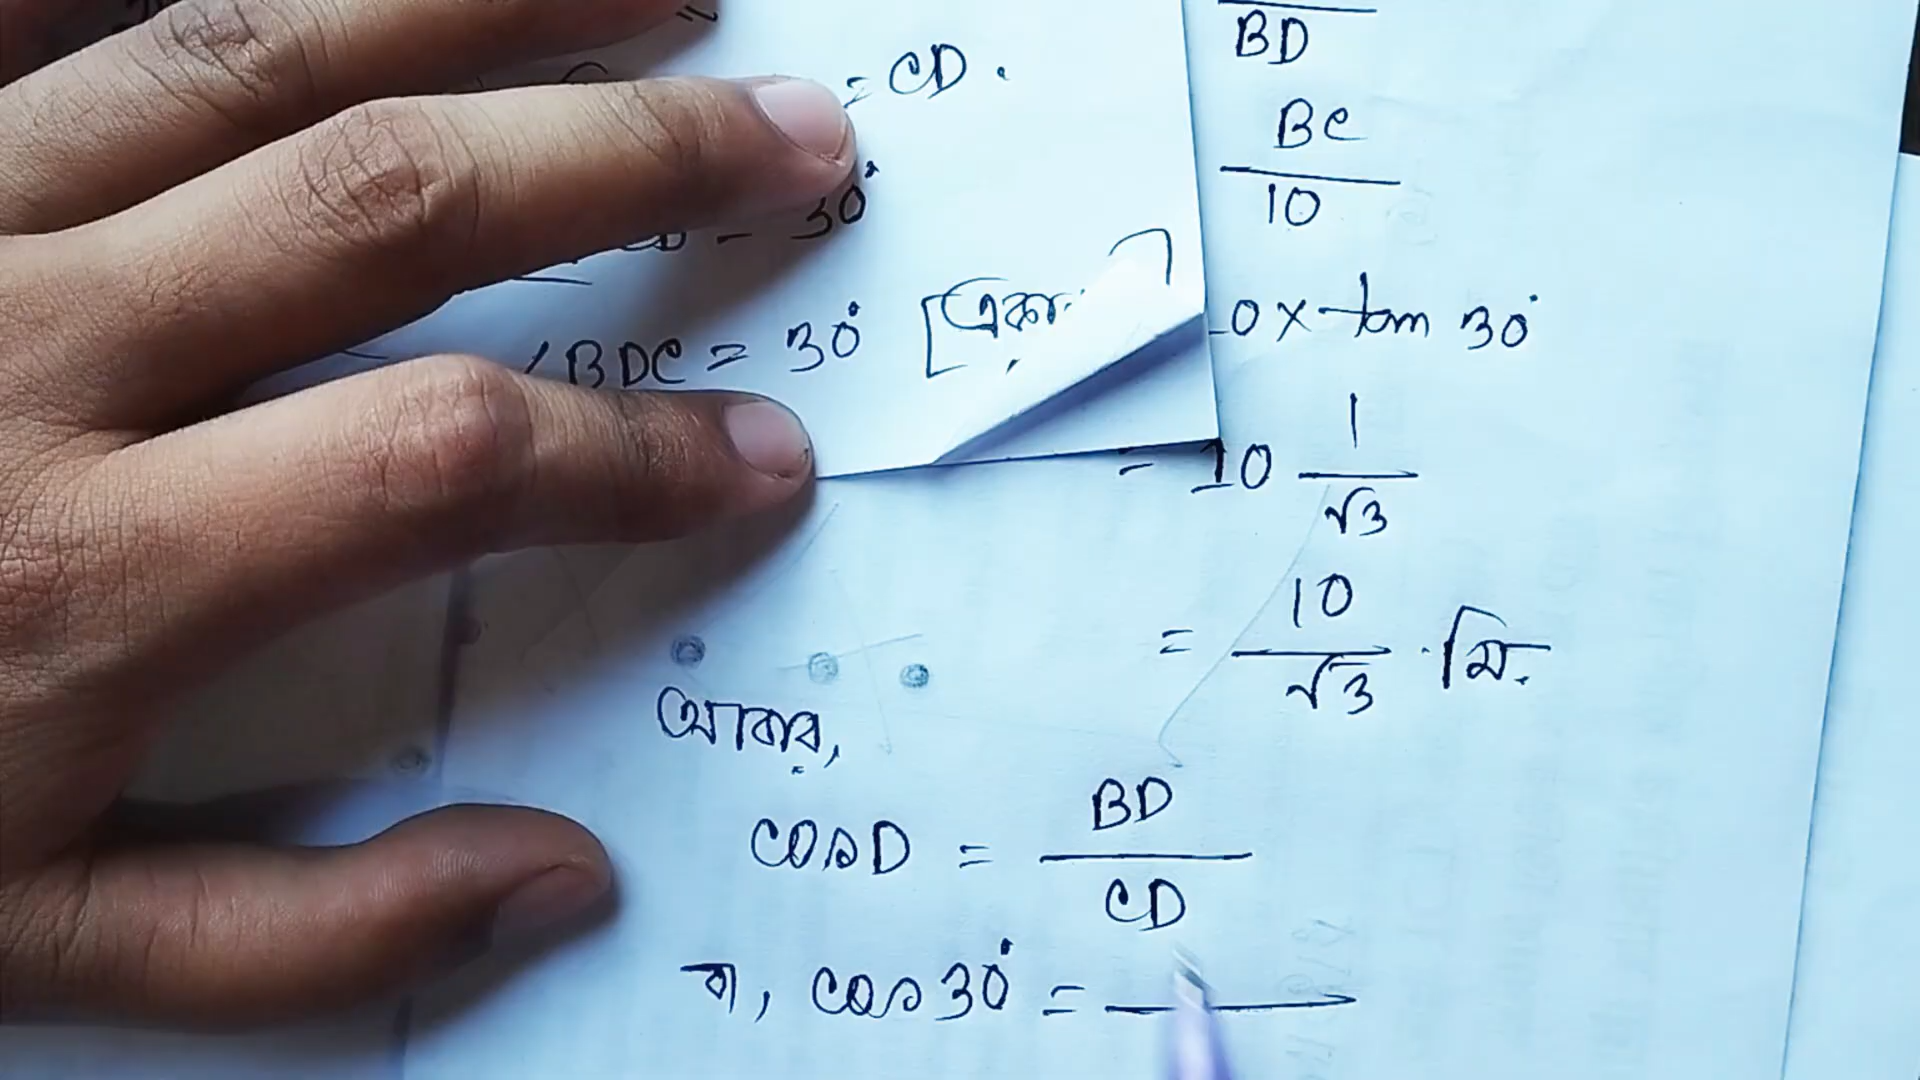 = CD.
= 30°
∠BDC = 30° [একা
BD
BC
10
0 × tan 30°
= 10 1/√3
= 10/√3 . মি.
আবার,
cosD = BD/CD
বা, cos 30° =